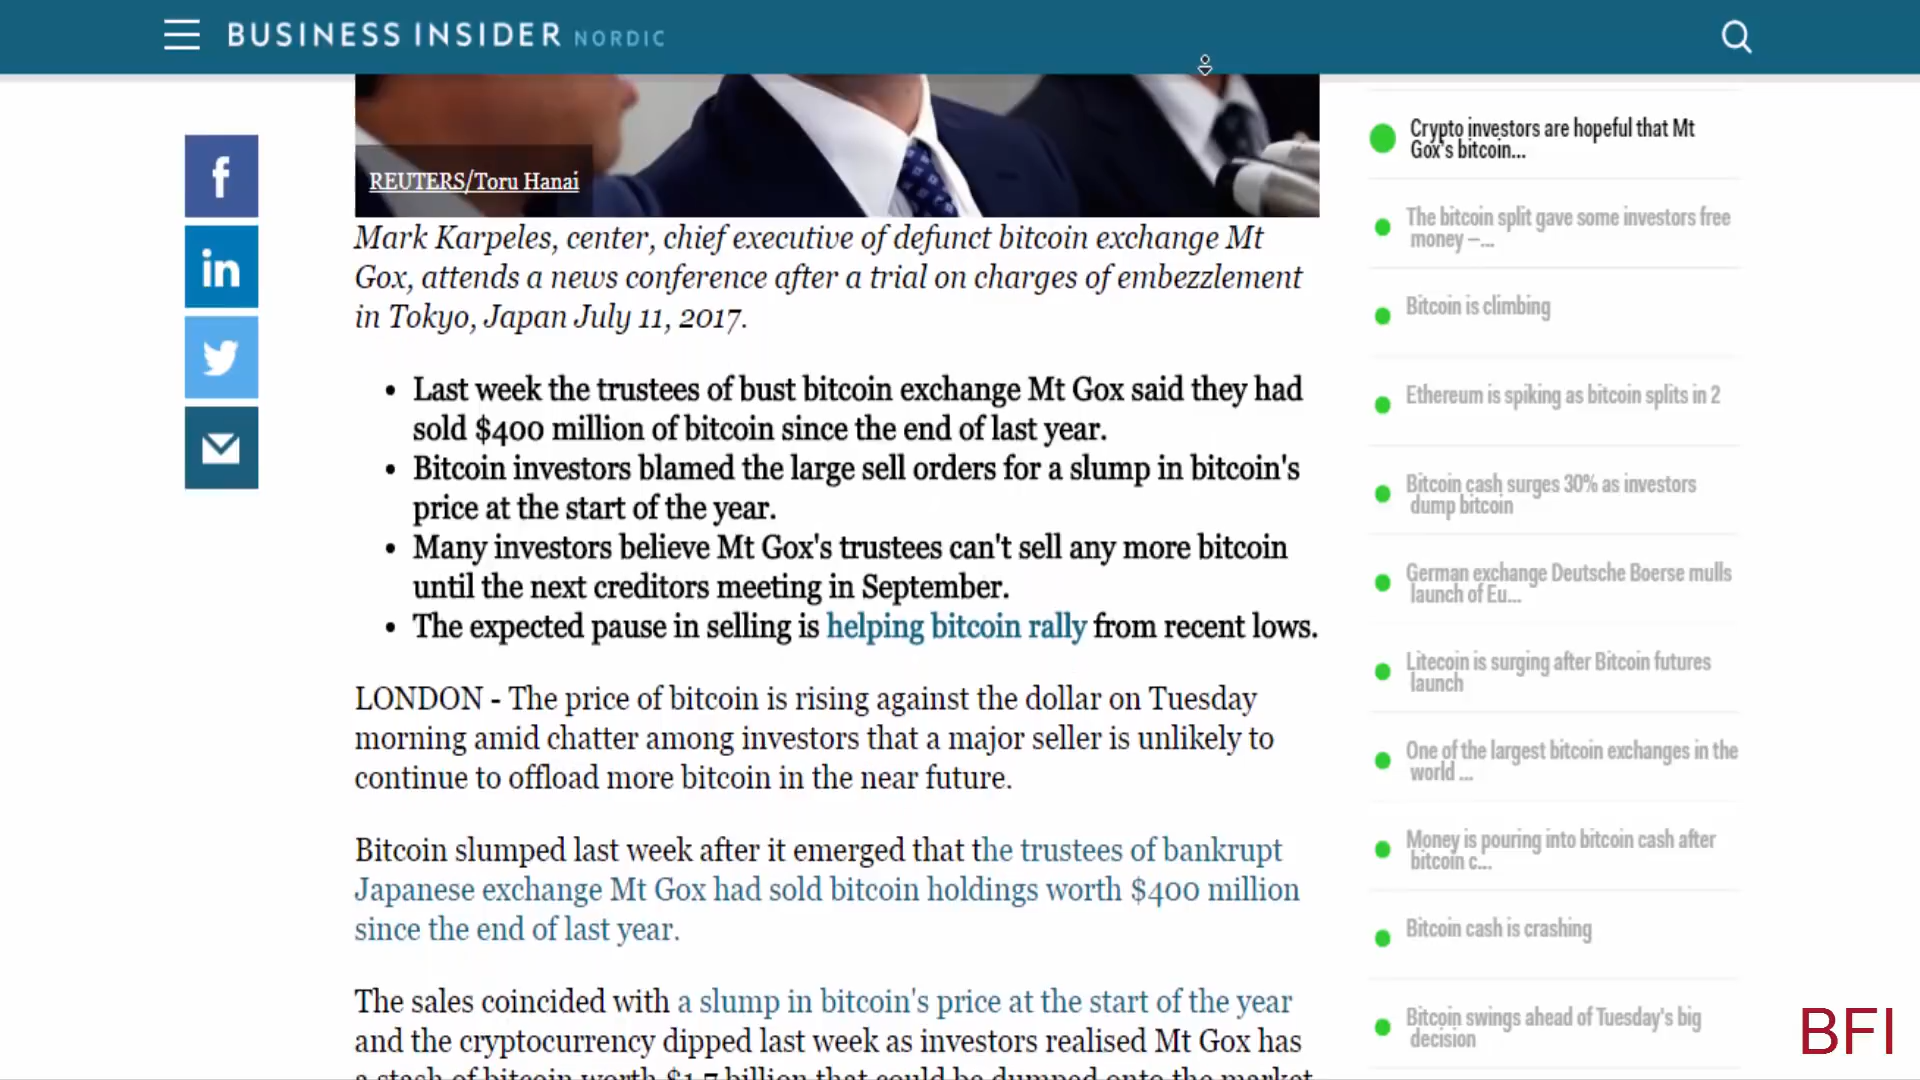 BUSINESS INSIDER NORDIC
REUTERS/Toru Hanai
Mark Karpeles, center, chief executive of defunct bitcoin exchange Mt
Gox, attends a news conference after a trial on charges of embezzlement
in Tokyo, Japan July 11, 2017.
• Last week the trustees of bust bitcoin exchange Mt Gox said they had
sold $400 million of bitcoin since the end of last year.
• Bitcoin investors blamed the large sell orders for a slump in bitcoin's
price at the start of the year.
• Many investors believe Mt Gox's trustees can't sell any more bitcoin
until the next creditors meeting in September.
• The expected pause in selling is helping bitcoin rally from recent lows.
LONDON - The price of bitcoin is rising against the dollar on Tuesday
morning amid chatter among investors that a major seller is unlikely to
continue to offload more bitcoin in the near future.
Bitcoin slumped last week after it emerged that the trustees of bankrupt
Japanese exchange Mt Gox had sold bitcoin holdings worth $400 million
since the end of last year.
The sales coincided with a slump in bitcoin's price at the start of the year
and the cryptocurrency dipped last week as investors realised Mt Gox has
a stash of bitcoin worth $1.7 billion that could be dumped onto the market
Crypto investors are hopeful that Mt
Gox's bitcoin...
The bitcoin split gave some investors free
money –...
Bitcoin is climbing
Ethereum is spiking as bitcoin splits in 2
Bitcoin cash surges 30% as investors
dump bitcoin
German exchange Deutsche Boerse mulls
launch of Eu...
Litecoin is surging after Bitcoin futures
launch
One of the largest bitcoin exchanges in the
world ...
Money is pouring into bitcoin cash after
bitcoin c...
Bitcoin cash is crashing
Bitcoin swings ahead of Tuesday's big
decision
BFI